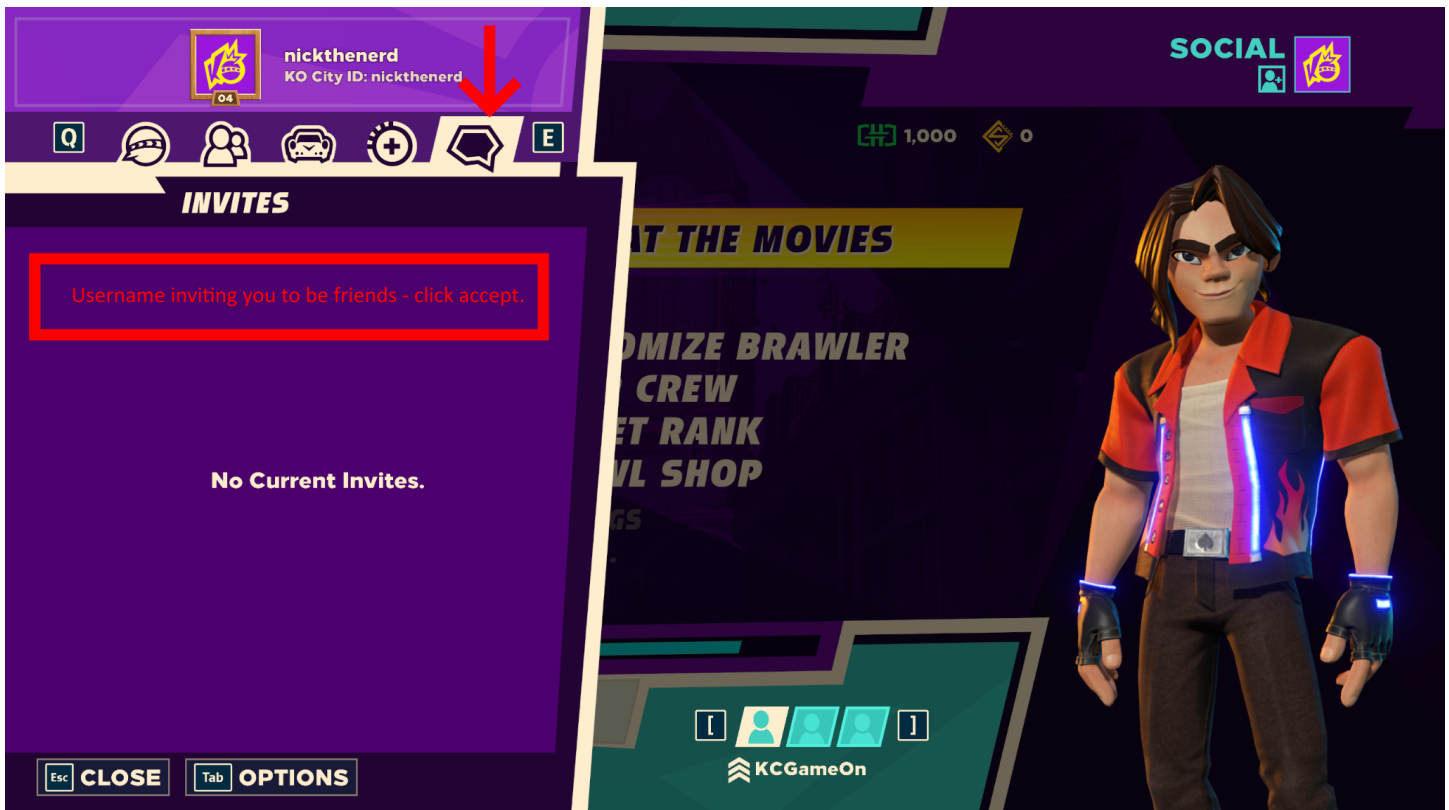 nickthenerd
KO City ID: nickthenerd
04
SOCIAL
Q
E
1,000
0
INVITES
AT THE MOVIES
Username inviting you to be friends - click accept.
OMIZE BRAWLER
CREW
ET RANK
WL SHOP
GS
No Current Invites.
[
]
KCGameOn
Esc CLOSE
Tab OPTIONS